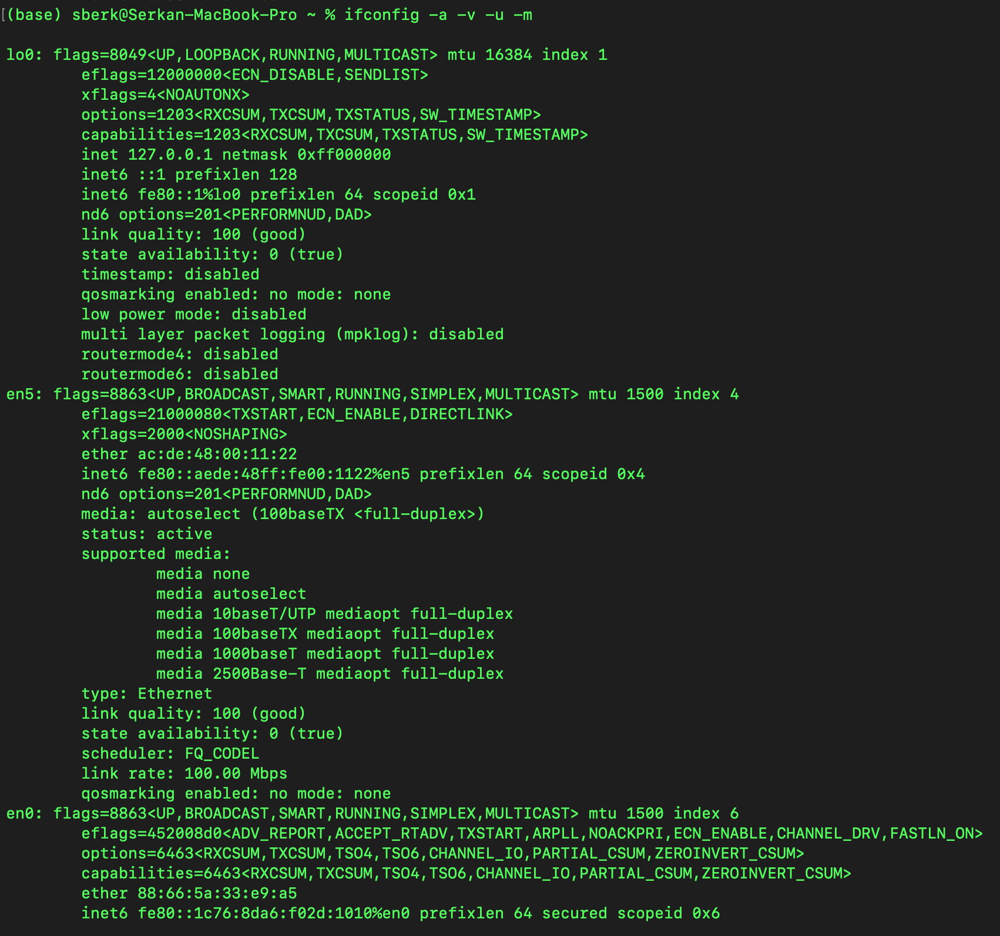 [(base) sberk@Serkan-MacBook-Pro ~ % ifconfig -a -v -u -m
lo0: flags=8049<UP,LOOPBACK,RUNNING,MULTICAST> mtu 16384 index 1
eflags=12000000<ECN_DISABLE,SENDLIST>
xflags=4<NOAUTONX>
options=1203<RXCSUM,TXCSUM,TXSTATUS,SW_TIMESTAMP>
capabilities=1203<RXCSUM,TXCSUM,TXSTATUS,SW_TIMESTAMP>
inet 127.0.0.1 netmask 0xff000000
inet6 ::1 prefixlen 128
inet6 fe80::1%lo0 prefixlen 64 scopeid 0x1
nd6 options=201<PERFORMNUD,DAD>
link quality: 100 (good)
state availability: 0 (true)
timestamp: disabled
qosmarking enabled: no mode: none
low power mode: disabled
multi layer packet logging (mpklog): disabled
routermode4: disabled
routermode6: disabled
en5: flags=8863<UP,BROADCAST,SMART,RUNNING,SIMPLEX,MULTICAST> mtu 1500 index 4
eflags=21000080<TXSTART,ECN_ENABLE,DIRECTLINK>
xflags=2000<NOSHAPING>
ether ac:de:48:00:11:22
inet6 fe80::aede:48ff:fe00:1122%en5 prefixlen 64 scopeid 0x4
nd6 options=201<PERFORMNUD,DAD>
media: autoselect (100baseTX <full-duplex>)
status: active
supported media:
media none
media autoselect
media 10baseT/UTP mediaopt full-duplex
media 100baseTX mediaopt full-duplex
media 1000baseT mediaopt full-duplex
media 2500Base-T mediaopt full-duplex
type: Ethernet
link quality: 100 (good)
state availability: 0 (true)
scheduler: FQ_CODEL
link rate: 100.00 Mbps
qosmarking enabled: no mode: none
en0: flags=8863<UP,BROADCAST,SMART,RUNNING,SIMPLEX,MULTICAST> mtu 1500 index 6
eflags=452008d0<ADV_REPORT,ACCEPT_RTADV,TXSTART,ARPLL,NOACKPRI,ECN_ENABLE,CHANNEL_DRV,FASTLN_ON>
options=6463<RXCSUM,TXCSUM,TSO4,TSO6,CHANNEL_IO,PARTIAL_CSUM,ZEROINVERT_CSUM>
capabilities=6463<RXCSUM,TXCSUM,TSO4,TSO6,CHANNEL_IO,PARTIAL_CSUM,ZEROINVERT_CSUM>
ether 88:66:5a:33:e9:a5
inet6 fe80::1c76:8da6:f02d:1010%en0 prefixlen 64 secured scopeid 0x6